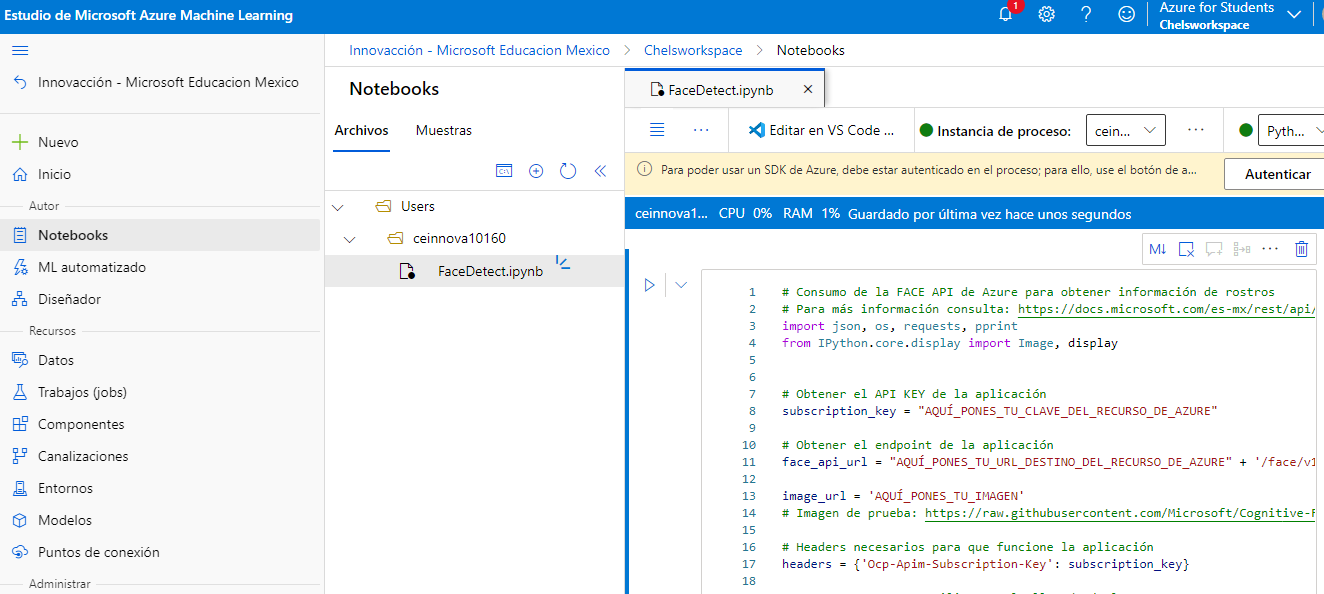 Estudio de Microsoft Azure Machine Learning
1
Azure for Students
Chelsworkspace
Innovacción - Microsoft Educacion Mexico
Nuevo
Inicio
Autor
Notebooks
ML automatizado
Diseñador
Recursos
Datos
Trabajos (jobs)
Componentes
Canalizaciones
Entornos
Modelos
Puntos de conexión
Administrar
Innovacción - Microsoft Educacion Mexico > Chelsworkspace > Notebooks
Notebooks
Archivos Muestras
Users
ceinnova10160
FaceDetect.ipynb
FaceDetect.ipynb
Editar en VS Code ... Instancia de proceso: cein... Pyth...
Para poder usar un SDK de Azure, debe estar autenticado en el proceso; para ello, use el botón de a... Autenticar
ceinnova1... CPU 0% RAM 1% Guardado por última vez hace unos segundos
M↓
1 # Consumo de la FACE API de Azure para obtener información de rostros
2 # Para más información consulta: https://docs.microsoft.com/es-mx/rest/api/
3 import json, os, requests, pprint
4 from IPython.core.display import Image, display
5
6
7 # Obtener el API KEY de la aplicación
8 subscription_key = "AQUÍ_PONES_TU_CLAVE_DEL_RECURSO_DE_AZURE"
9
10 # Obtener el endpoint de la aplicación
11 face_api_url = "AQUÍ_PONES_TU_URL_DESTINO_DEL_RECURSO_DE_AZURE" + '/face/v1
12
13 image_url = 'AQUÍ_PONES_TU_IMAGEN'
14 # Imagen de prueba: https://raw.githubusercontent.com/Microsoft/Cognitive-F
15
16 # Headers necesarios para que funcione la aplicación
17 headers = {'Ocp-Apim-Subscription-Key': subscription_key}
18